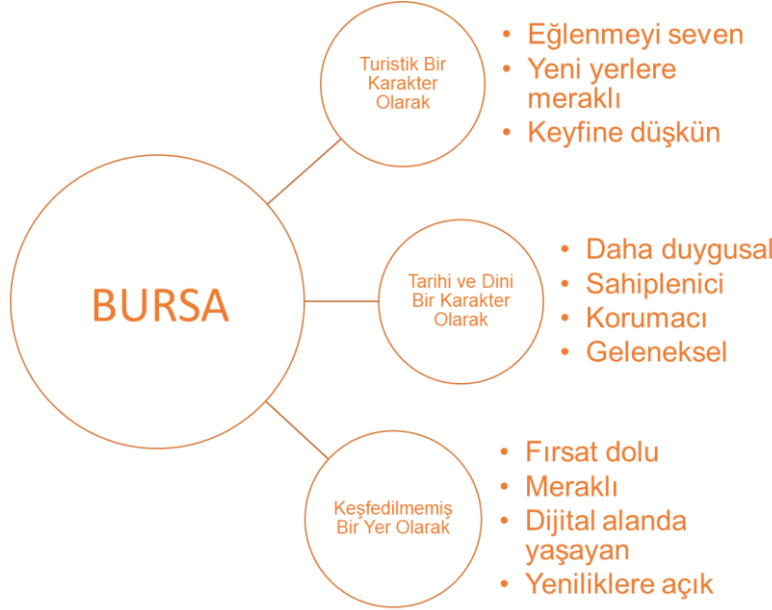 BURSA
Turistik Bir
Karakter
Olarak
• Eğlenmeyi seven
• Yeni yerlere
meraklı
• Keyfine düşkün
Tarihi ve Dini
Bir Karakter
Olarak
• Daha duygusal
• Sahiplenici
• Korumacı
• Geleneksel
Keşfedilmemiş
Bir Yer Olarak
• Fırsat dolu
• Meraklı
• Dijital alanda
yaşayan
• Yeniliklere açık